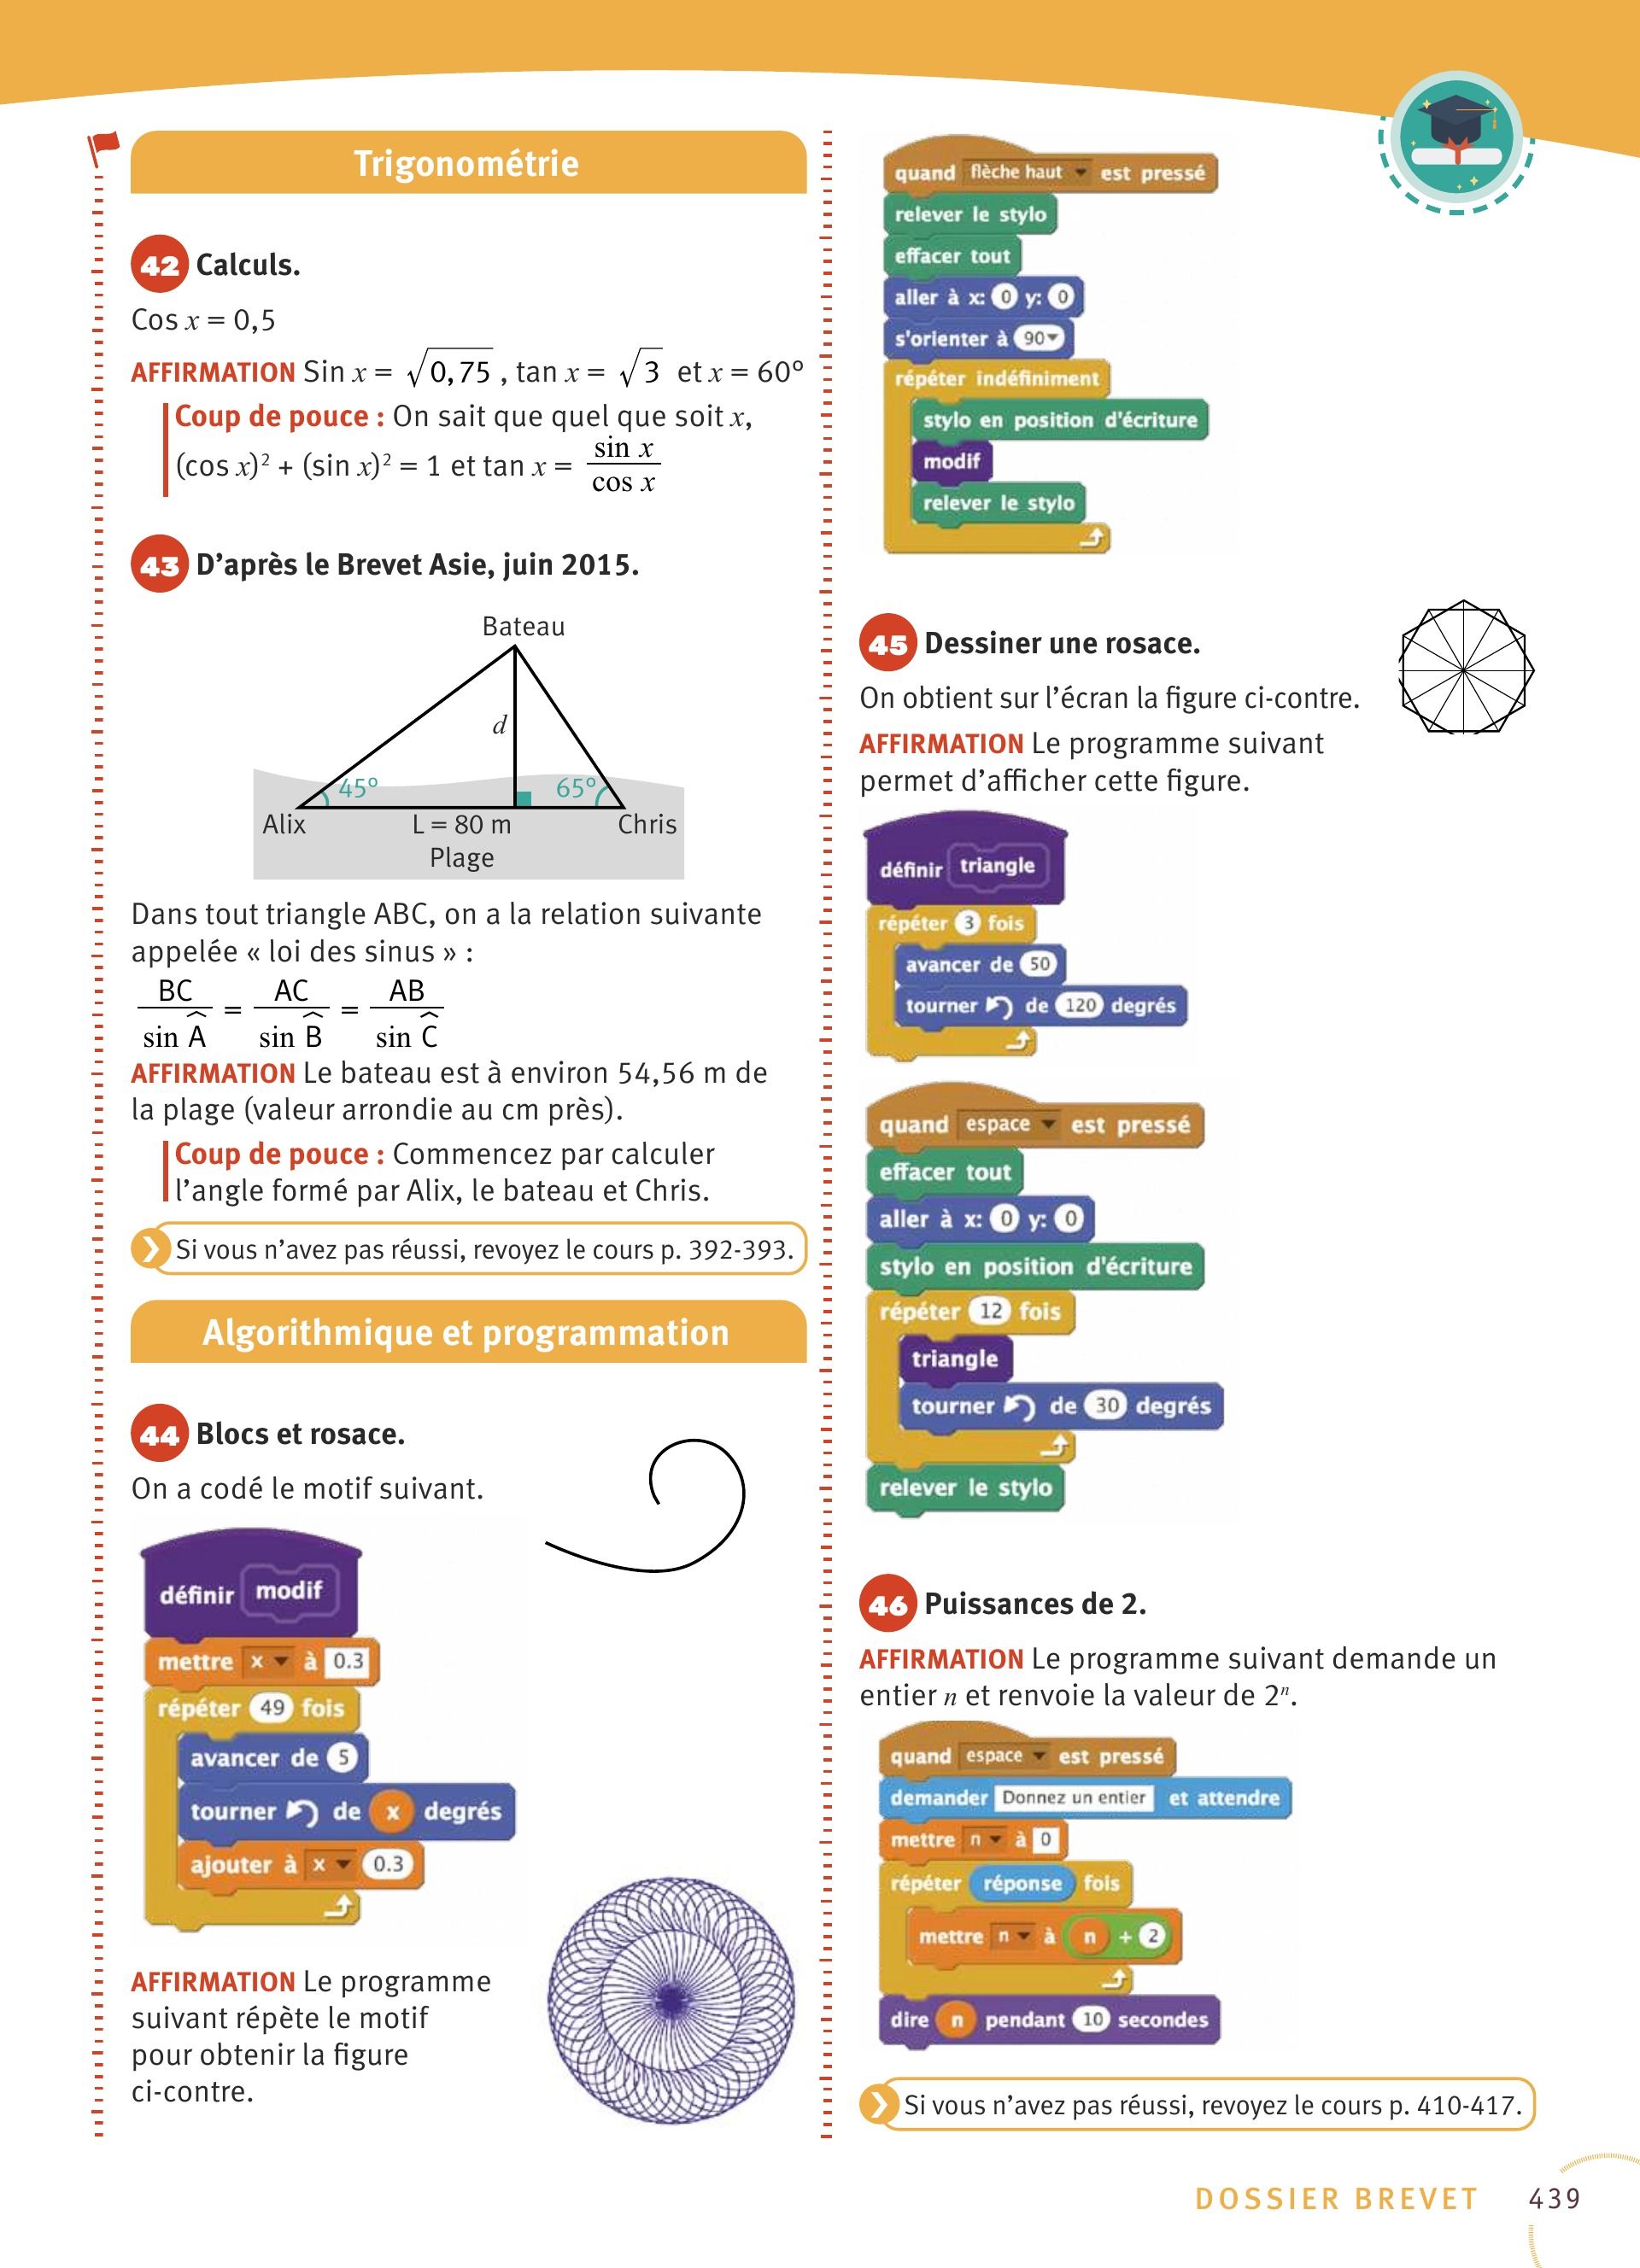 Trigonométrie
42 Calculs.
Cos x = 0,5
AFFIRMATION Sin x = √0,75 , tan x = √3 et x = 60°
Coup de pouce : On sait que quel que soit x,
(cos x)² + (sin x)² = 1 et tan x = sin x / cos x
43 D’après le Brevet Asie, juin 2015.
Bateau
d
45°
65°
Alix
L = 80 m
Chris
Plage
Dans tout triangle ABC, on a la relation suivante
appelée « loi des sinus » :
BC / sin Â = AC / sin B̂ = AB / sin Ĉ
AFFIRMATION Le bateau est à environ 54,56 m de
la plage (valeur arrondie au cm près).
Coup de pouce : Commencez par calculer
l’angle formé par Alix, le bateau et Chris.
Si vous n’avez pas réussi, revoyez le cours p. 392-393.
Algorithmique et programmation
44 Blocs et rosace.
On a codé le motif suivant.
définir modif
mettre x à 0.3
répéter 49 fois
avancer de 5
tourner de x degrés
ajouter à x 0.3
AFFIRMATION Le programme
suivant répète le motif
pour obtenir la figure
ci-contre.
quand flèche haut est pressé
relever le stylo
effacer tout
aller à x: 0 y: 0
s'orienter à 90
répéter indéfiniment
stylo en position d'écriture
modif
relever le stylo
45 Dessiner une rosace.
On obtient sur l’écran la figure ci-contre.
AFFIRMATION Le programme suivant
permet d’afficher cette figure.
définir triangle
répéter 3 fois
avancer de 50
tourner de 120 degrés
quand espace est pressé
effacer tout
aller à x: 0 y: 0
stylo en position d'écriture
répéter 12 fois
triangle
tourner de 30 degrés
relever le stylo
46 Puissances de 2.
AFFIRMATION Le programme suivant demande un
entier n et renvoie la valeur de 2ⁿ.
quand espace est pressé
demander Donnez un entier et attendre
mettre n à 0
répéter réponse fois
mettre n à n + 2
dire n pendant 10 secondes
Si vous n’avez pas réussi, revoyez le cours p. 410-417.
DOSSIER BREVET 439